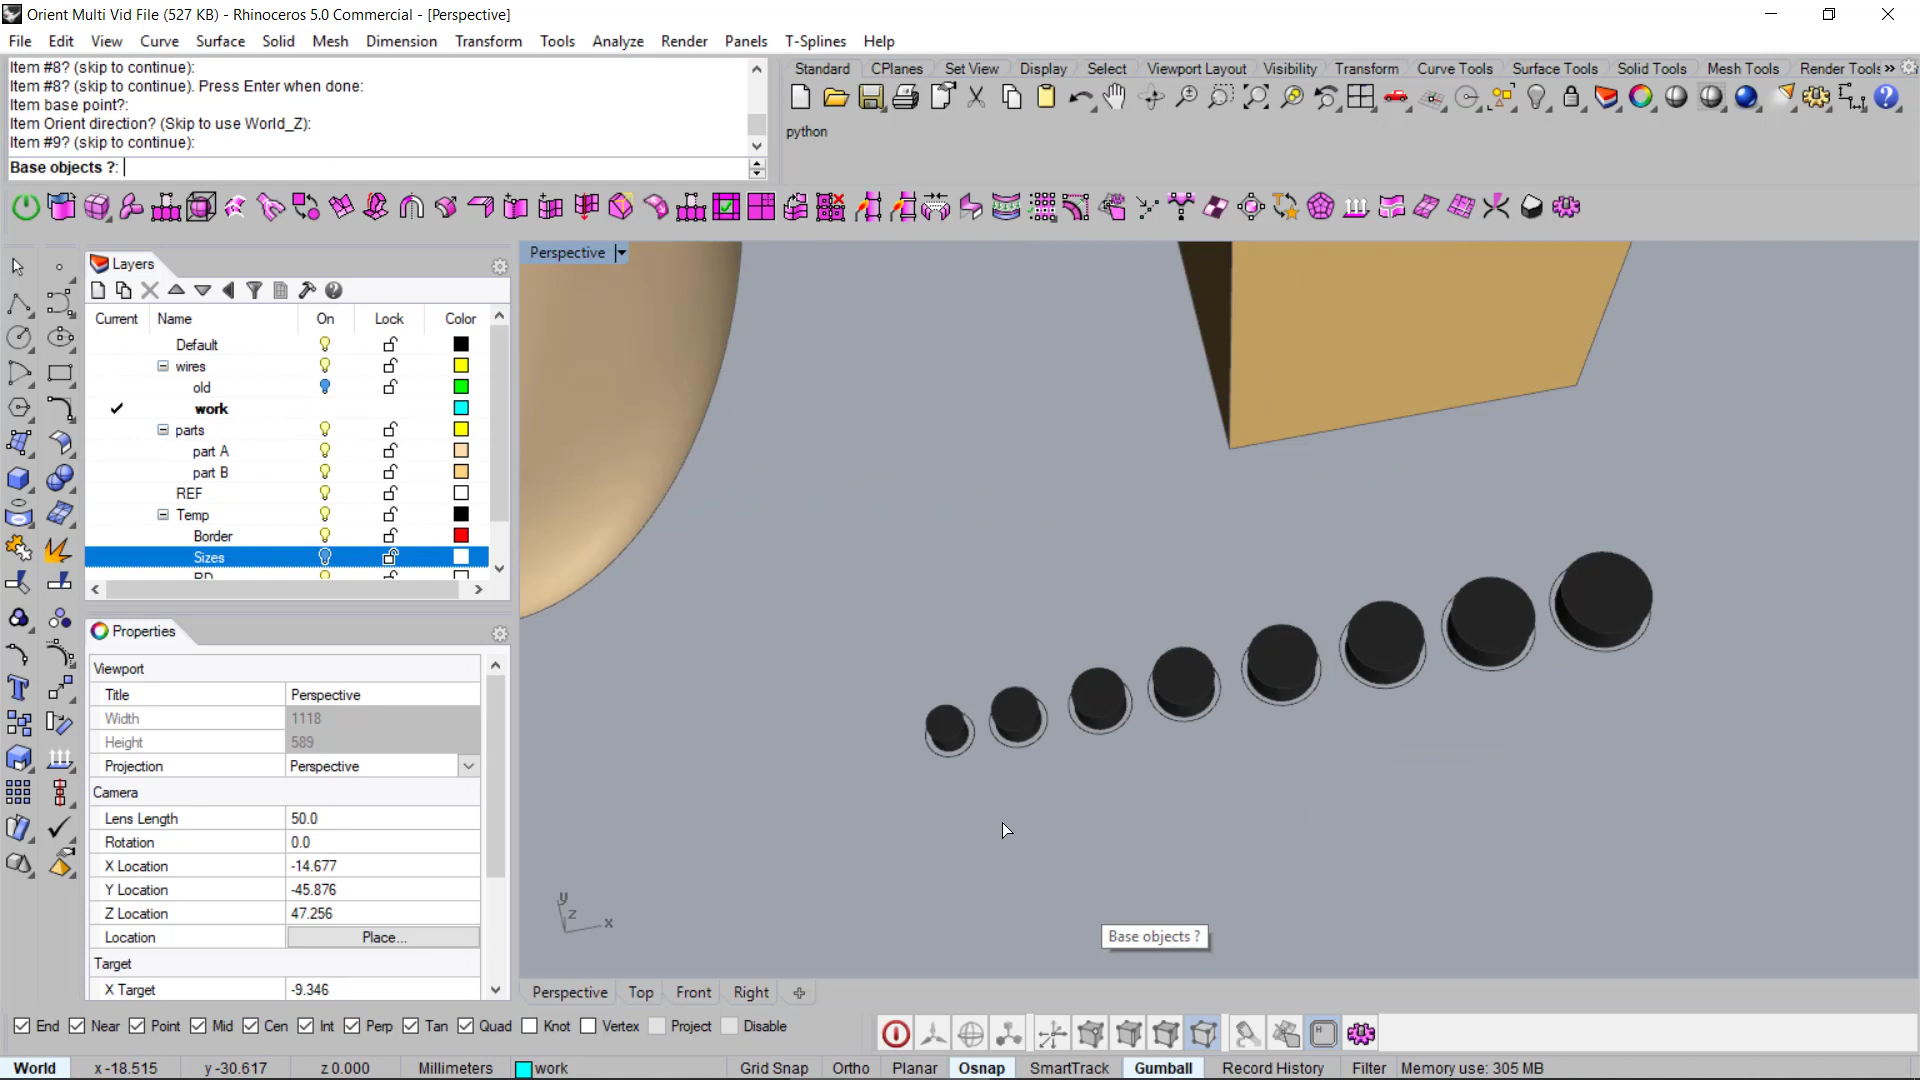 Orient Multi Vid File (527 KB) - Rhinoceros 5.0 Commercial - [Perspective]
File Edit View Curve Surface Solid Mesh Dimension Transform Tools Analyze Render Panels T-Splines Help
Item #8? (skip to continue):
Item #8? (skip to continue). Press Enter when done:
Item base point?:
Item Orient direction? (Skip to use World_Z):
Item #9? (skip to continue):
Base objects ?:
Standard CPlanes Set View Display Select Viewport Layout Visibility Transform Curve Tools Surface Tools Solid Tools Mesh Tools Render Tools »
python
Layers
Current Name On Lock Color
Default
wires
old
work
parts
part A
part B
REF
Temp
Border
Sizes
Properties
Viewport
Title Perspective
Width 1118
Height 589
Projection Perspective
Camera
Lens Length 50.0
Rotation 0.0
X Location -14.677
Y Location -45.876
Z Location 47.256
Location Place...
Target
X Target -9.346
Perspective
y
z
x
Base objects ?
Perspective Top Front Right
End Near Point Mid Cen Int Perp Tan Quad Knot Vertex Project Disable
World x -18.515 y -30.617 z 0.000 Millimeters work Grid Snap Ortho Planar Osnap SmartTrack Gumball Record History Filter Memory use: 305 MB